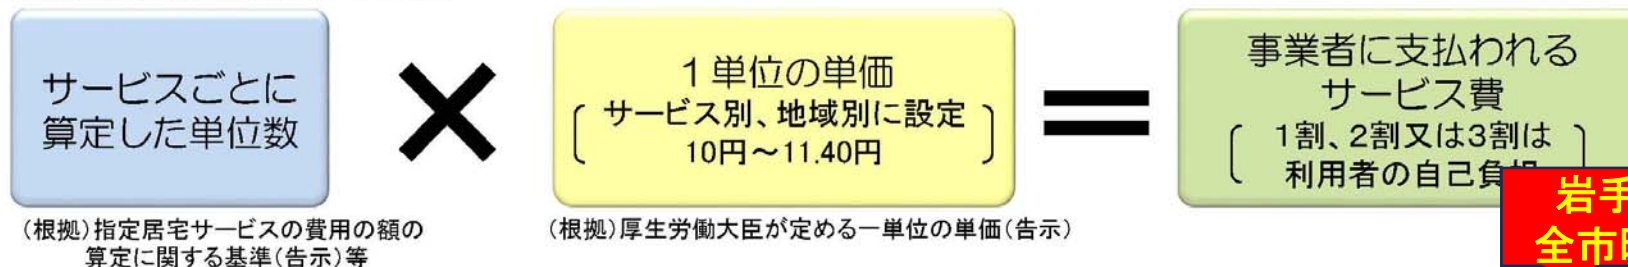 サービスごとに
算定した単位数
×
1単位の単価
サービス別、地域別に設定
10円～11.40円
＝
事業者に支払われる
サービス費
1割、2割又は3割は
利用者の自己負
(根拠)指定居宅サービスの費用の額の
算定に関する基準(告示)等
(根拠)厚生労働大臣が定める一単位の単価(告示)
岩手
全市